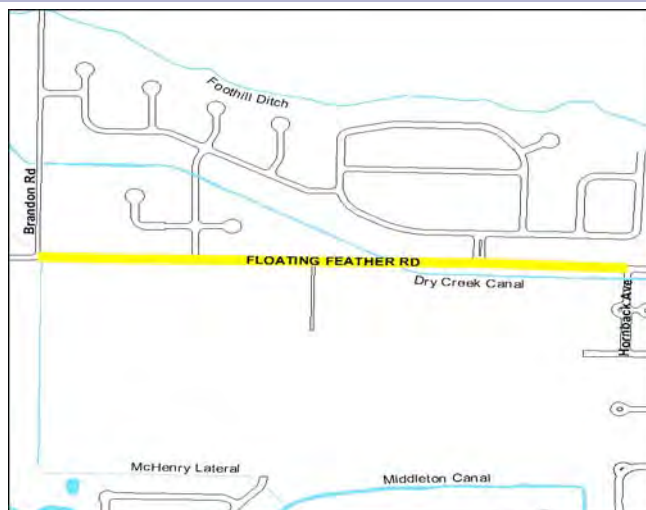 Foothill Ditch
Brandon Rd
FLOATING FEATHER RD
Dry Creek Canal
Hornback Ave
McHenry Lateral
Middleton Canal